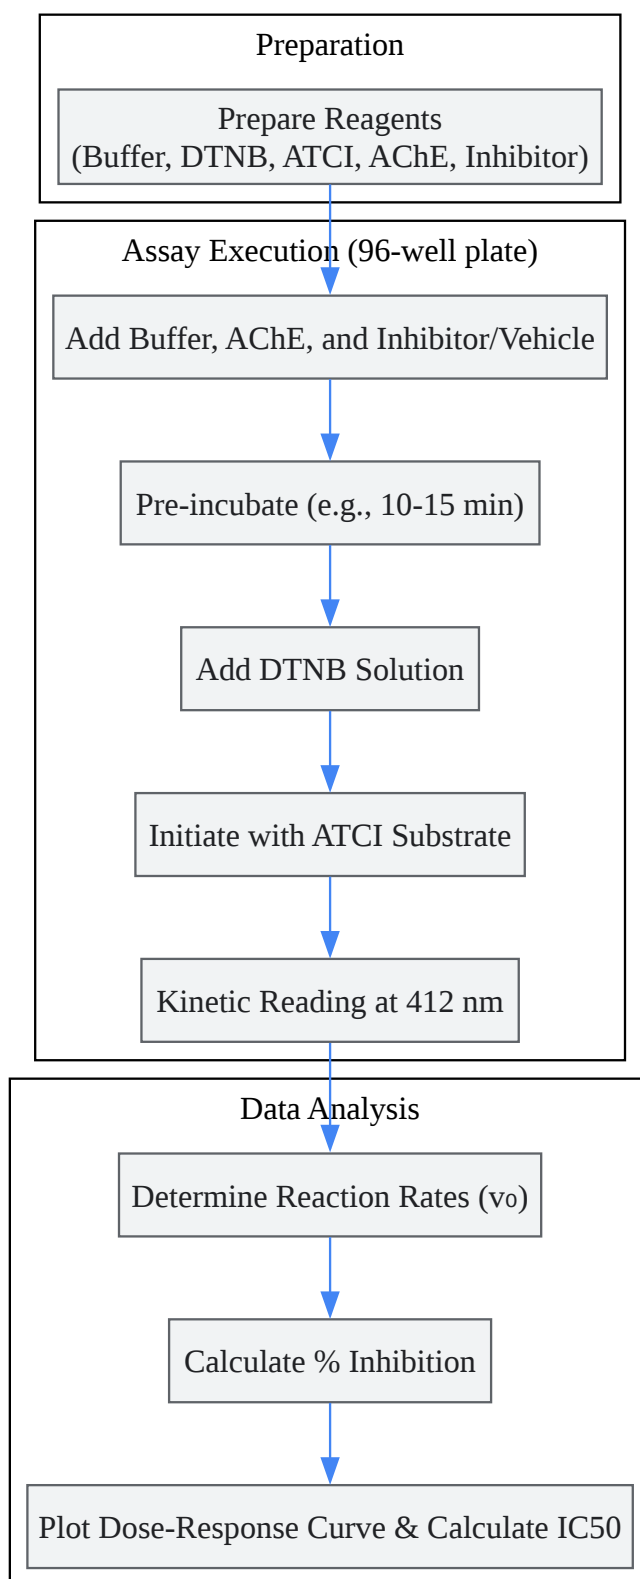 Preparation
Prepare Reagents
(Buffer, DTNB, ATCI, AChE, Inhibitor)
Assay Execution (96-well plate)
Add Buffer, AChE, and Inhibitor/Vehicle
Pre-incubate (e.g., 10-15 min)
Add DTNB Solution
Initiate with ATCI Substrate
Kinetic Reading at 412 nm
Data Analysis
Determine Reaction Rates (v₀)
Calculate % Inhibition
Plot Dose-Response Curve & Calculate IC50